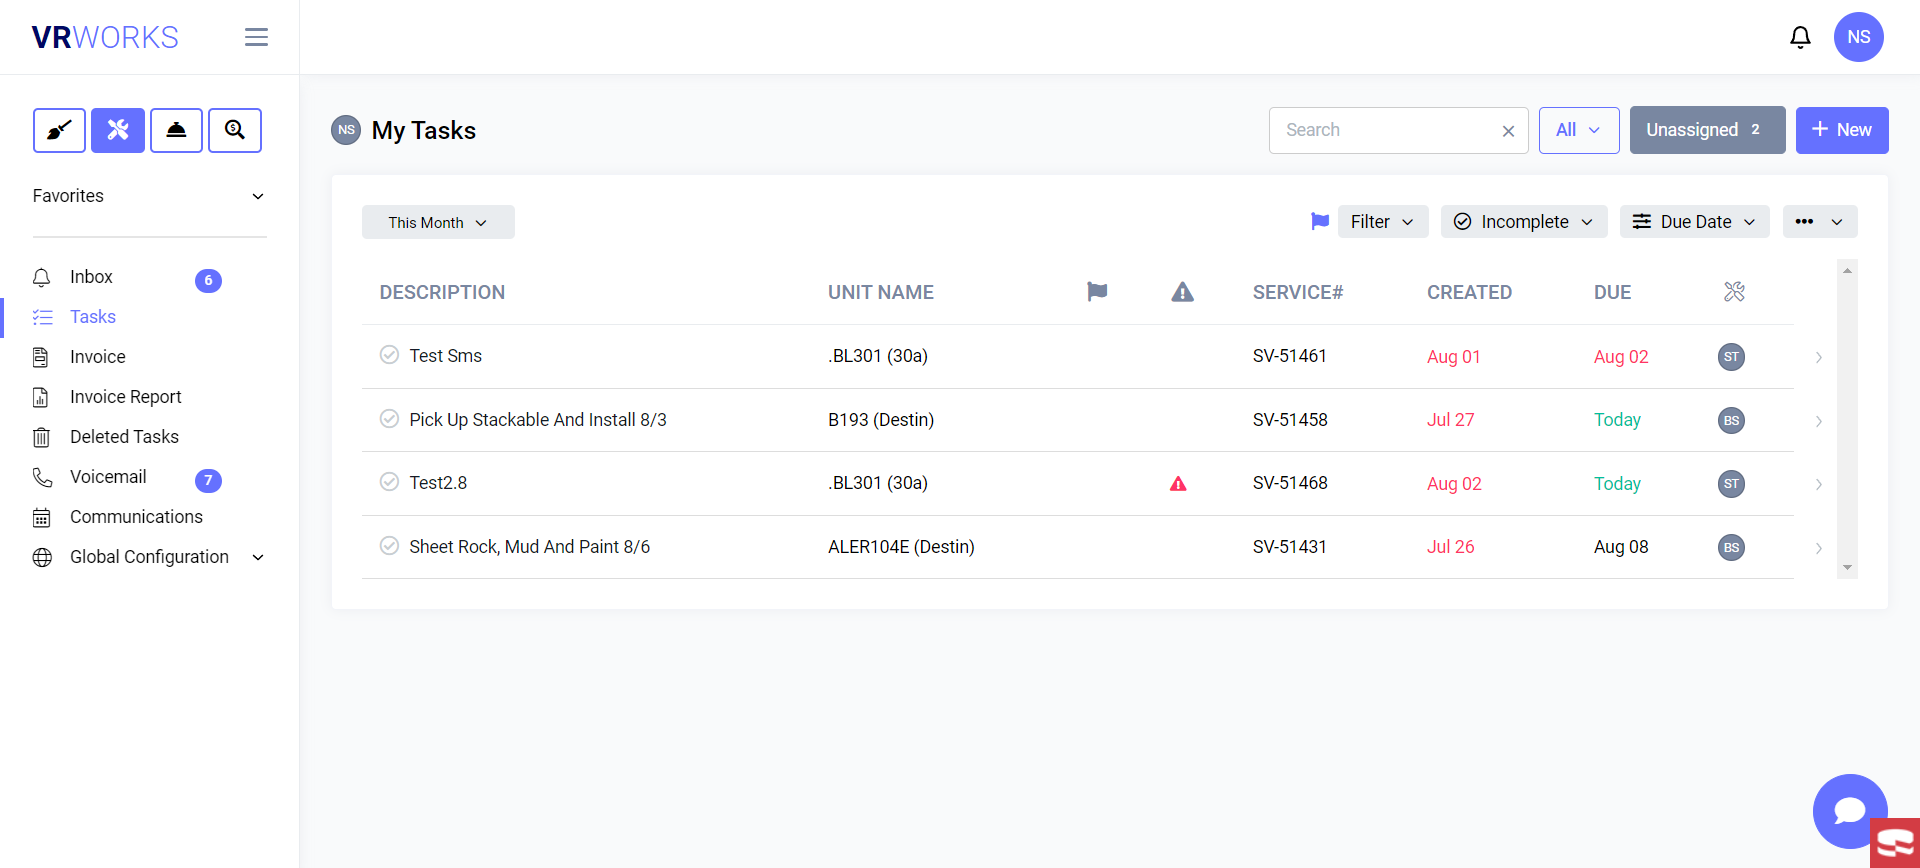 VRWORKS
NS
Favorites
Inbox 6
Tasks
Invoice
Invoice Report
Deleted Tasks
Voicemail 7
Communications
Global Configuration
NS My Tasks
Search All Unassigned 2 New
This Month Filter Incomplete Due Date
DESCRIPTION UNIT NAME SERVICE# CREATED DUE
Test Sms .BL301 (30a) SV-51461 Aug 01 Aug 02 ST
Pick Up Stackable And Install 8/3 B193 (Destin) SV-51458 Jul 27 Today BS
Test2.8 .BL301 (30a) SV-51468 Aug 02 Today ST
Sheet Rock, Mud And Paint 8/6 ALER104E (Destin) SV-51431 Jul 26 Aug 08 BS